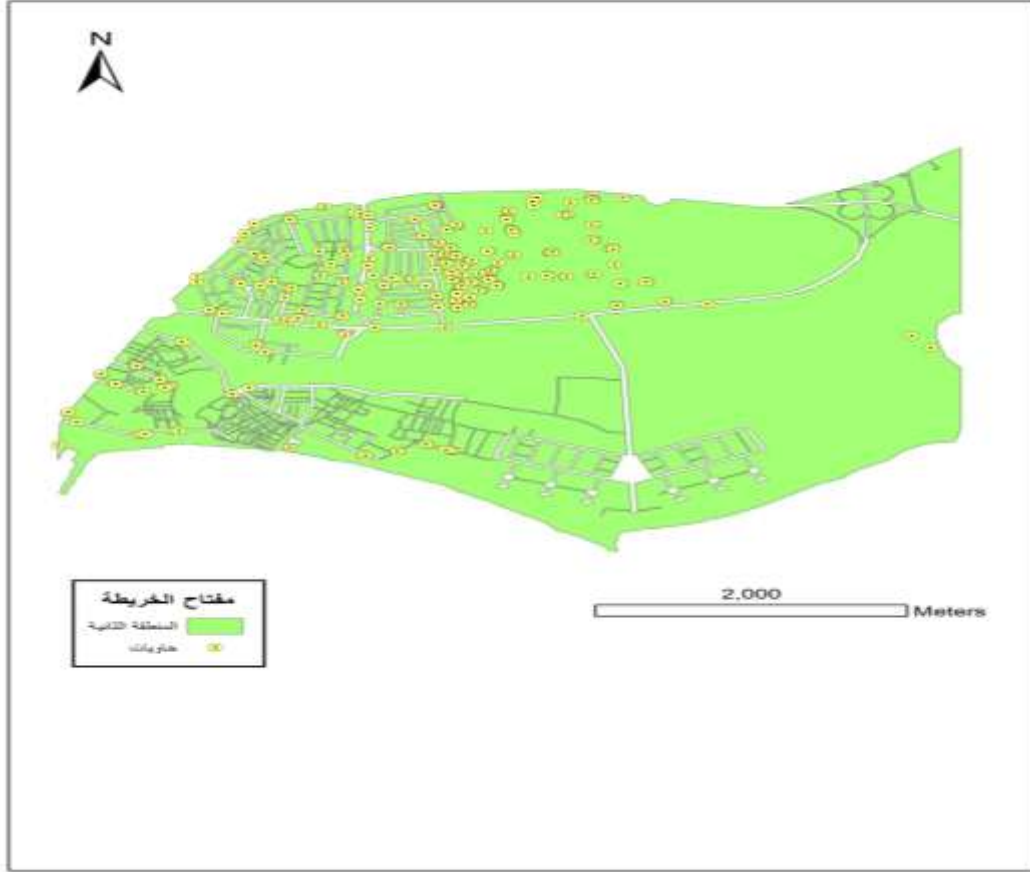 N
2,000
Meters
مفتاح الخريطة
المنطقة الثانية
حاويات